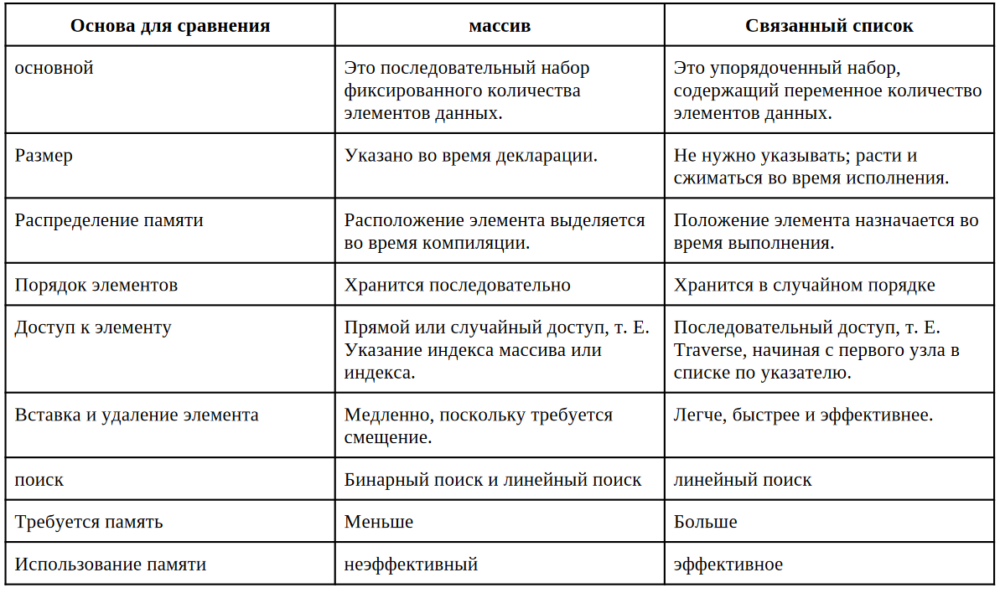 Основа для сравнения
массив
Связанный список
основной
Это последовательный набор
фиксированного количества
элементов данных.
Это упорядоченный набор,
содержащий переменное количество
элементов данных.
Размер
Указано во время декларации.
Не нужно указывать; расти и
сжиматься во время исполнения.
Распределение памяти
Расположение элемента выделяется
во время компиляции.
Положение элемента назначается во
время выполнения.
Порядок элементов
Хранится последовательно
Хранится в случайном порядке
Доступ к элементу
Прямой или случайный доступ, т. Е.
Указание индекса массива или
индекса.
Последовательный доступ, т. Е.
Traverse, начиная с первого узла в
списке по указателю.
Вставка и удаление элемента
Медленно, поскольку требуется
смещение.
Легче, быстрее и эффективнее.
поиск
Бинарный поиск и линейный поиск
линейный поиск
Требуется память
Меньше
Больше
Использование памяти
неэффективный
эффективное